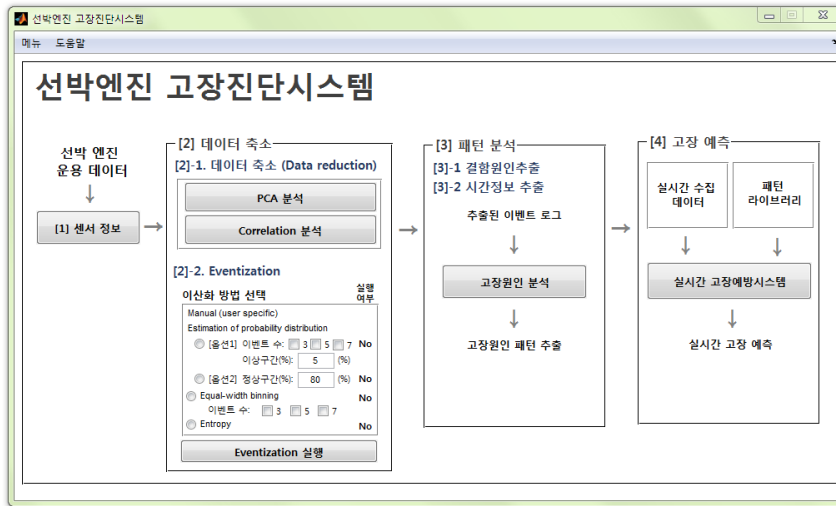 선박엔진 고장진단시스템
메뉴 도움말
선박엔진 고장진단시스템
선박 엔진
운용 데이터
[1] 센서 정보
[2] 데이터 축소
[2]-1. 데이터 축소 (Data reduction)
PCA 분석
Correlation 분석
[2]-2. Eventization
이산화 방법 선택
실행
여부
Manual (user specific)
Estimation of probability distribution
[옵션1] 이벤트 수: 3 5 7 No
이상구간(%): 5 (%)
[옵션2] 정상구간(%): 80 (%) No
Equal-width binning No
이벤트 수: 3 5 7
Entropy No
Eventization 실행
[3] 패턴 분석
[3]-1 결함원인추출
[3]-2 시간정보 추출
추출된 이벤트 로그
고장원인 분석
고장원인 패턴 추출
[4] 고장 예측
실시간 수집
데이터
패턴
라이브러리
실시간 고장예방시스템
실시간 고장 예측